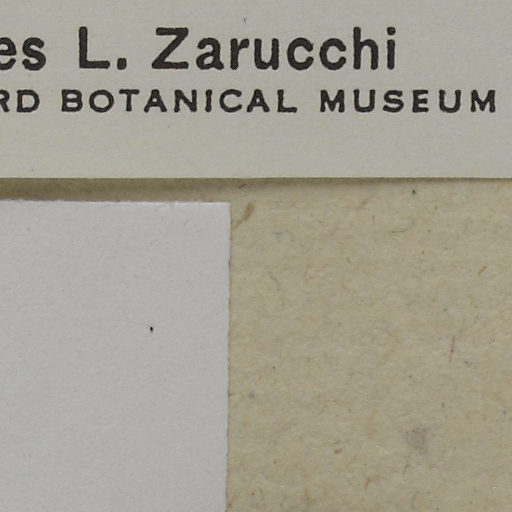 es L. Zarucchi
RD BOTANICAL MUSEUM